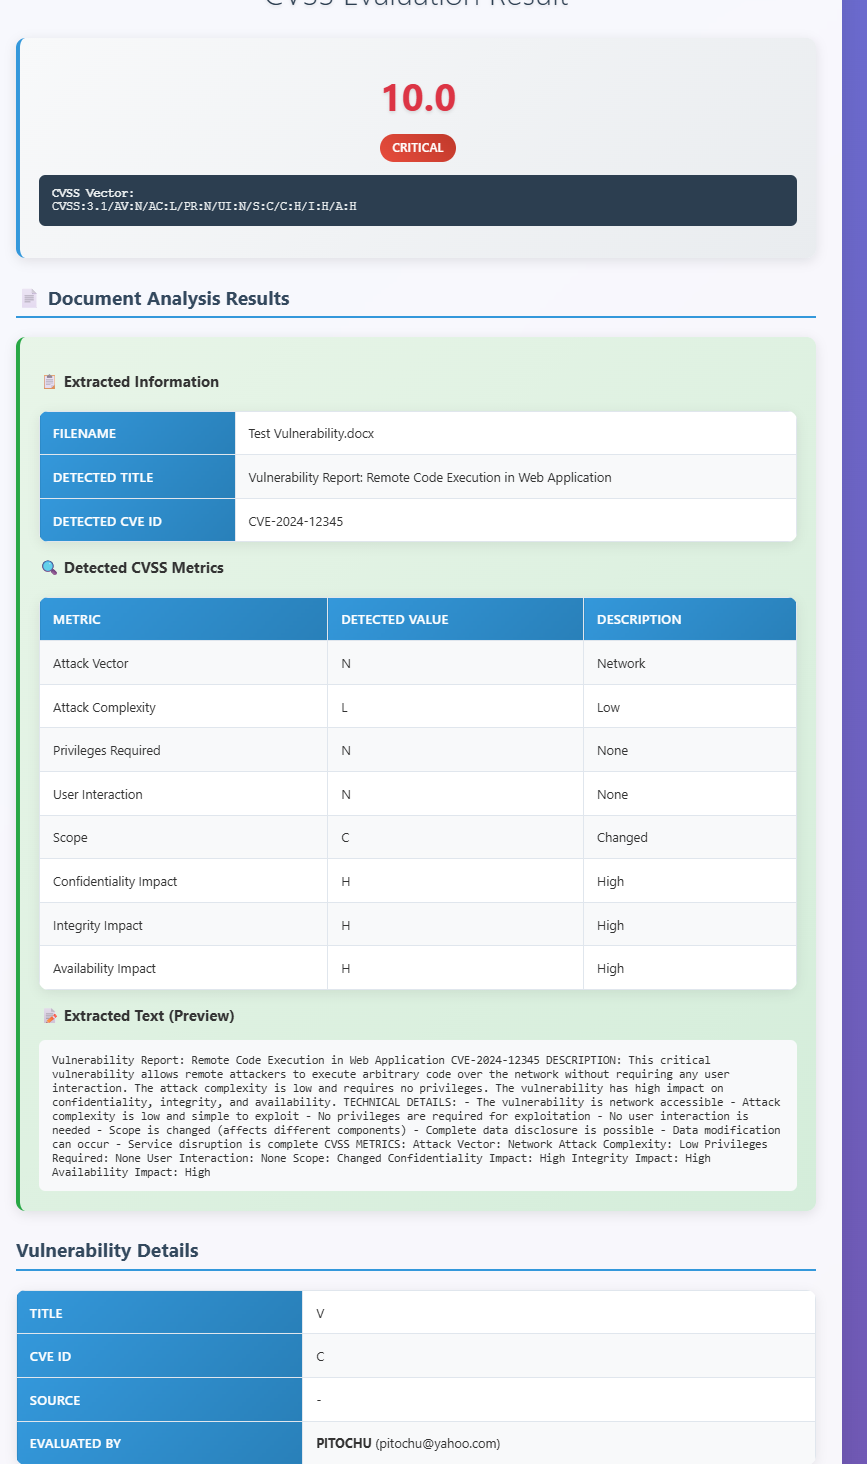 CVSS Evaluation Result
10.0
CRITICAL
CVSS Vector:
CVSS:3.1/AV:N/AC:L/PR:N/UI:N/S:C/C:H/I:H/A:H
Document Analysis Results
Extracted Information
FILENAME Test Vulnerability.docx
DETECTED TITLE Vulnerability Report: Remote Code Execution in Web Application
DETECTED CVE ID CVE-2024-12345
Detected CVSS Metrics
METRIC DETECTED VALUE DESCRIPTION
Attack Vector N Network
Attack Complexity L Low
Privileges Required N None
User Interaction N None
Scope C Changed
Confidentiality Impact H High
Integrity Impact H High
Availability Impact H High
Extracted Text (Preview)
Vulnerability Report: Remote Code Execution in Web Application CVE-2024-12345 DESCRIPTION: This critical
vulnerability allows remote attackers to execute arbitrary code over the network without requiring any user
interaction. The attack complexity is low and requires no privileges. The vulnerability has high impact on
confidentiality, integrity, and availability. TECHNICAL DETAILS: - The vulnerability is network accessible - Attack
complexity is low and simple to exploit - No privileges are required for exploitation - No user interaction is
needed - Scope is changed (affects different components) - Complete data disclosure is possible - Data modification
can occur - Service disruption is complete CVSS METRICS: Attack Vector: Network Attack Complexity: Low Privileges
Required: None User Interaction: None Scope: Changed Confidentiality Impact: High Integrity Impact: High
Availability Impact: High
Vulnerability Details
TITLE V
CVE ID C
SOURCE -
EVALUATED BY PITOCHU (pitochu@yahoo.com)